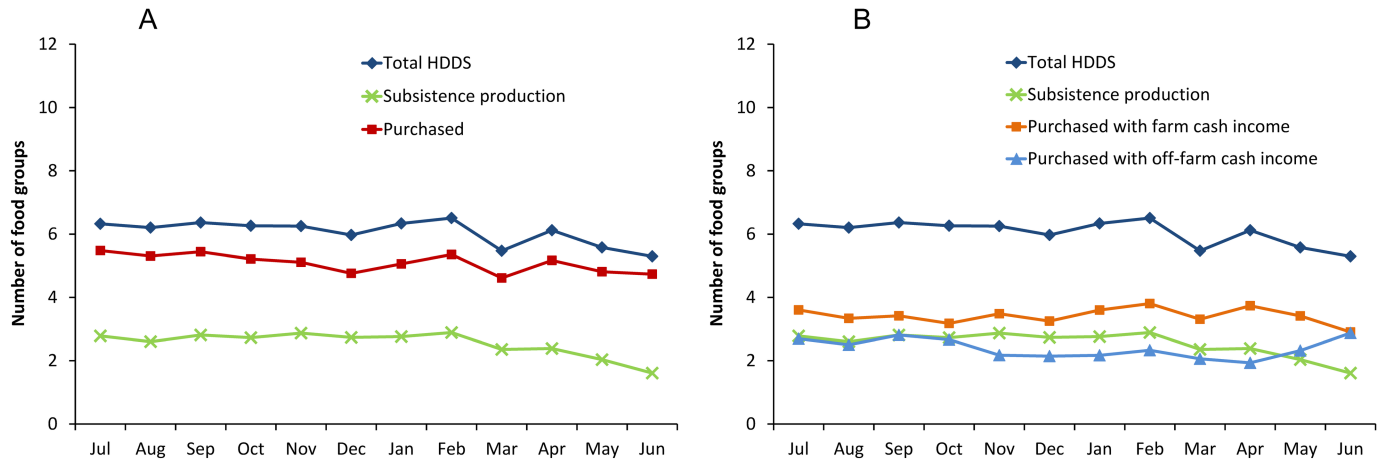 A
12
10
8
6
4
2
0
Number of food groups
Total HDDS
Subsistence production
Purchased
Jul Aug Sep Oct Nov Dec Jan Feb Mar Apr May Jun
B
12
10
8
6
4
2
0
Number of food groups
Total HDDS
Subsistence production
Purchased with farm cash income
Purchased with off-farm cash income
Jul Aug Sep Oct Nov Dec Jan Feb Mar Apr May Jun